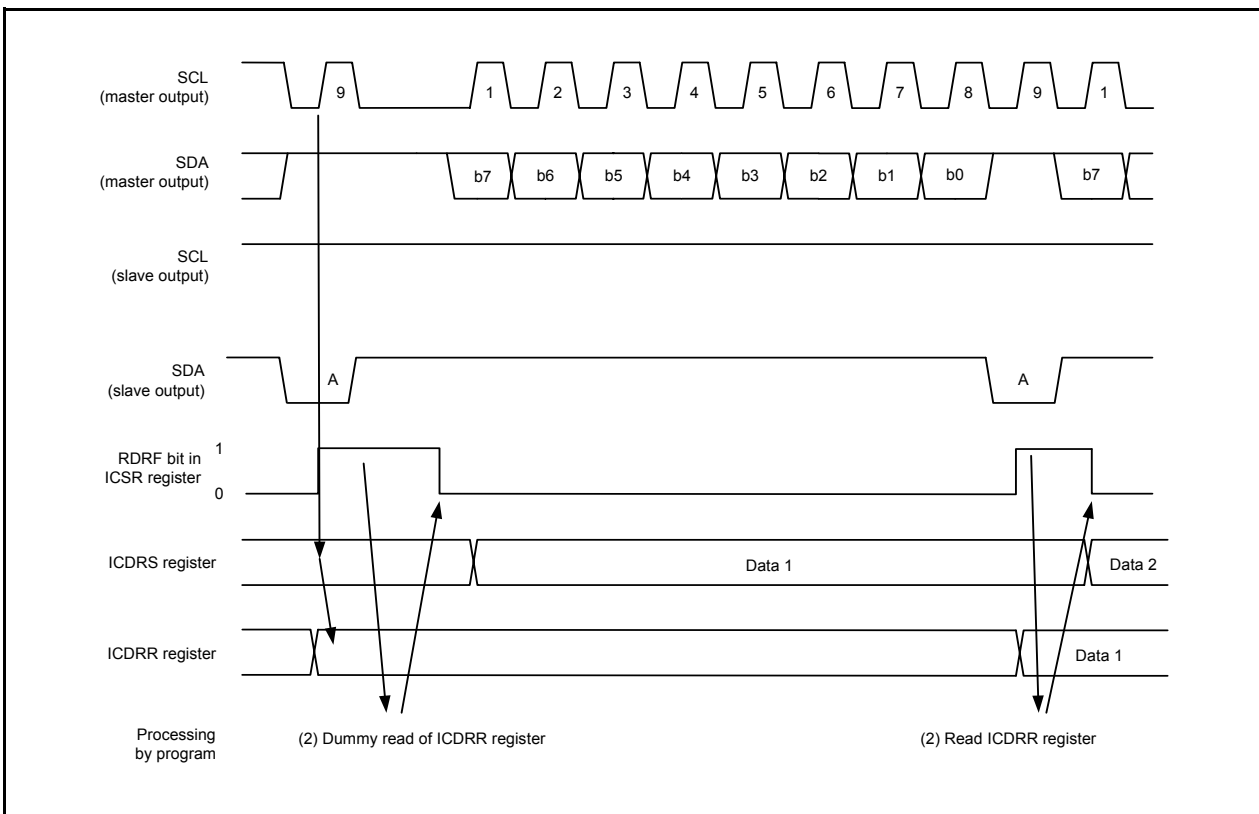 SCL
(master output)
9 1 2 3 4 5 6 7 8 9 1
SDA
(master output)
b7 b6 b5 b4 b3 b2 b1 b0 b7
SCL
(slave output)
SDA
(slave output)
A A
RDRF bit in
ICSR register
1
0
ICDRS register
Data 1 Data 2
ICDRR register
Data 1
Processing
by program
(2) Dummy read of ICDRR register (2) Read ICDRR register